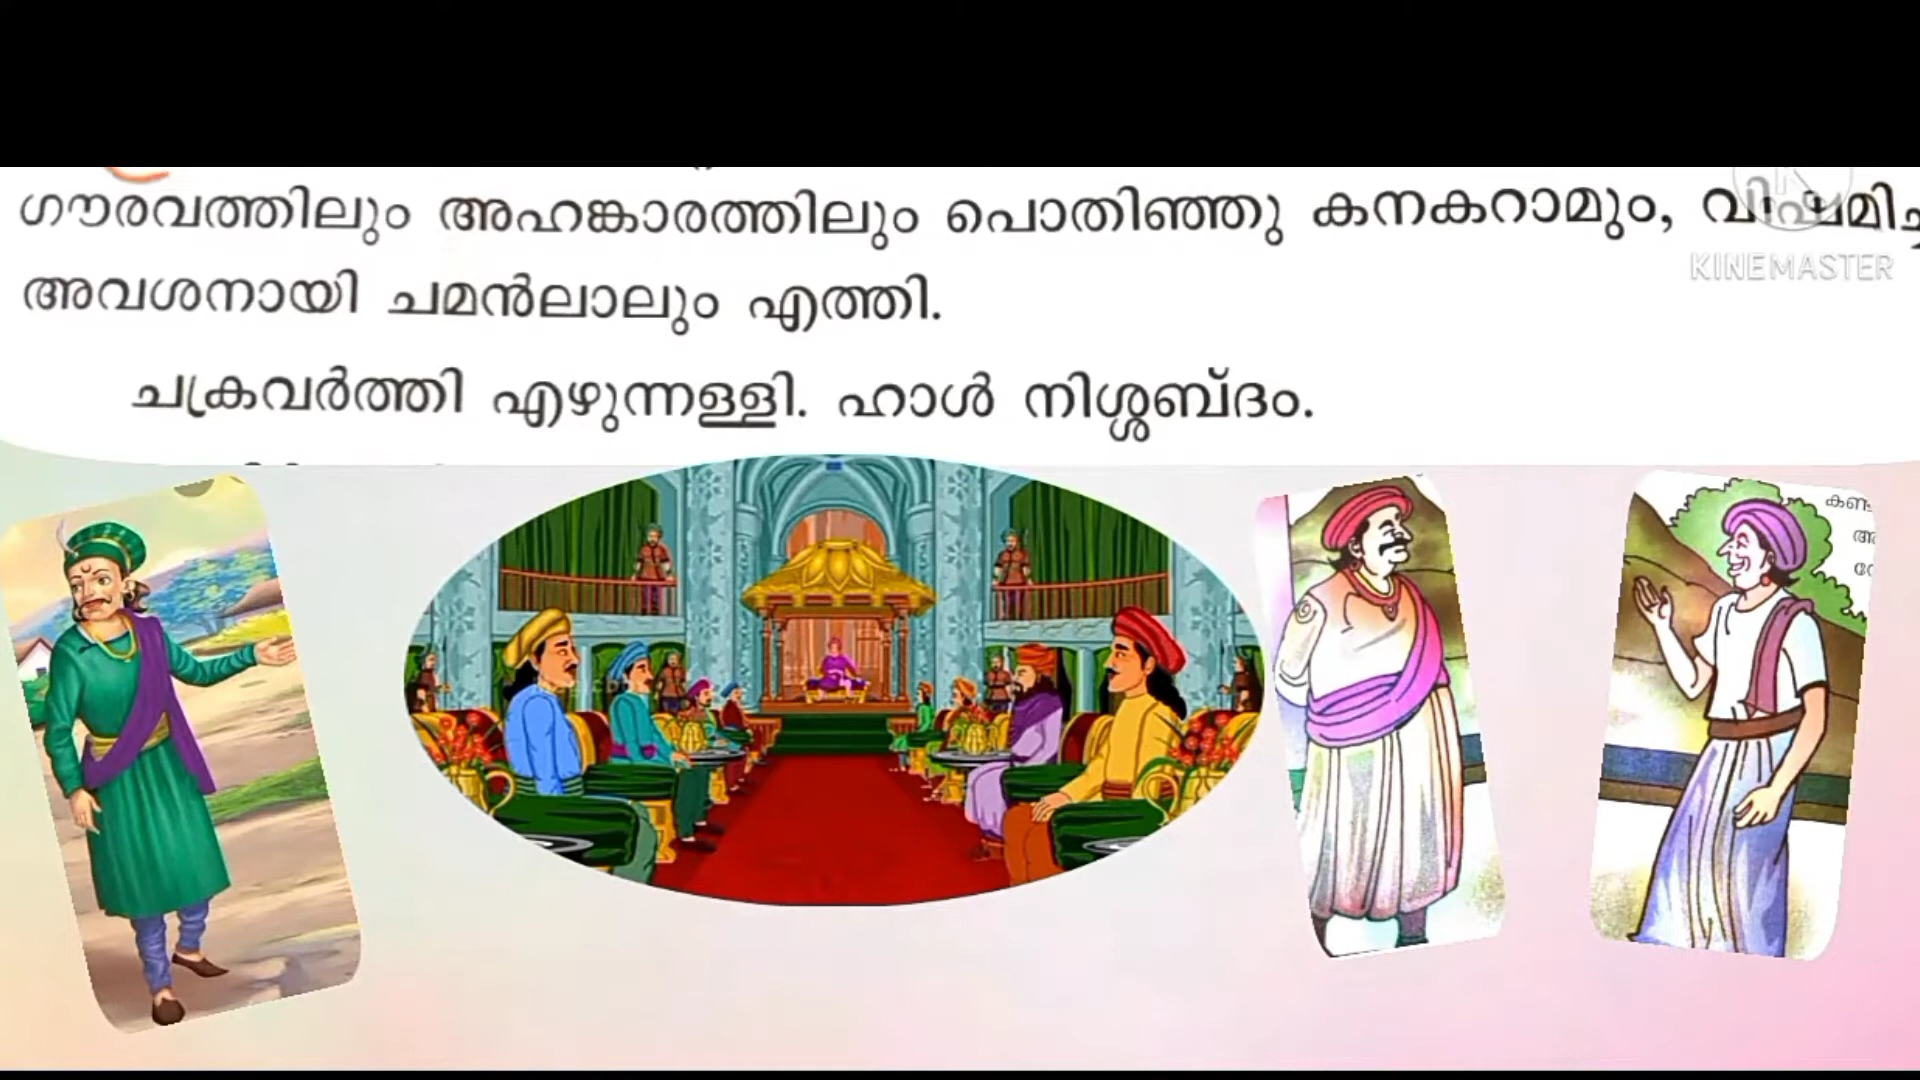 ഗൗരവത്തിലും അഹങ്കാരത്തിലും പൊതിഞ്ഞു കനകറാമും,
KINEMASTER
അവശനായി ചമൻലാലും എത്തി.
ചക്രവർത്തി എഴുന്നള്ളി. ഹാൾ നിശ്ശബ്ദം.